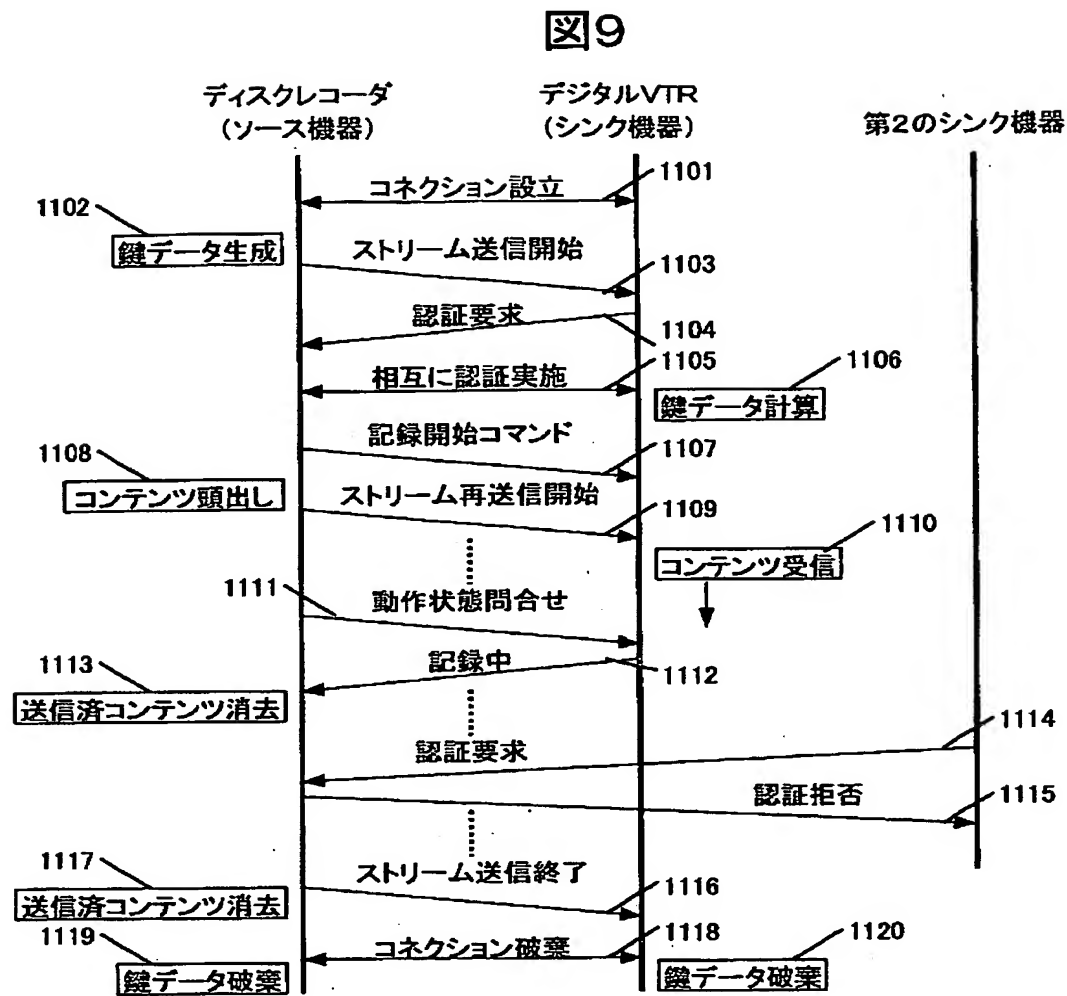 図9
ディスクレコーダ
(ソース機器)
デジタルVTR
(シンク機器)
第2のシンク機器
コネクション設立
1101
1102
鍵データ生成
ストリーム送信開始
1103
認証要求
1104
相互に認証実施
1105
1106
鍵データ計算
記録開始コマンド
1107
1108
コンテンツ頭出し
ストリーム再送信開始
1109
1110
コンテンツ受信
1111
動作状態問合せ
記録中
1112
1113
送信済コンテンツ消去
1114
認証要求
認証拒否
1115
ストリーム送信終了
1116
1117
送信済コンテンツ消去
コネクション破棄
1118
1119
鍵データ破棄
1120
鍵データ破棄